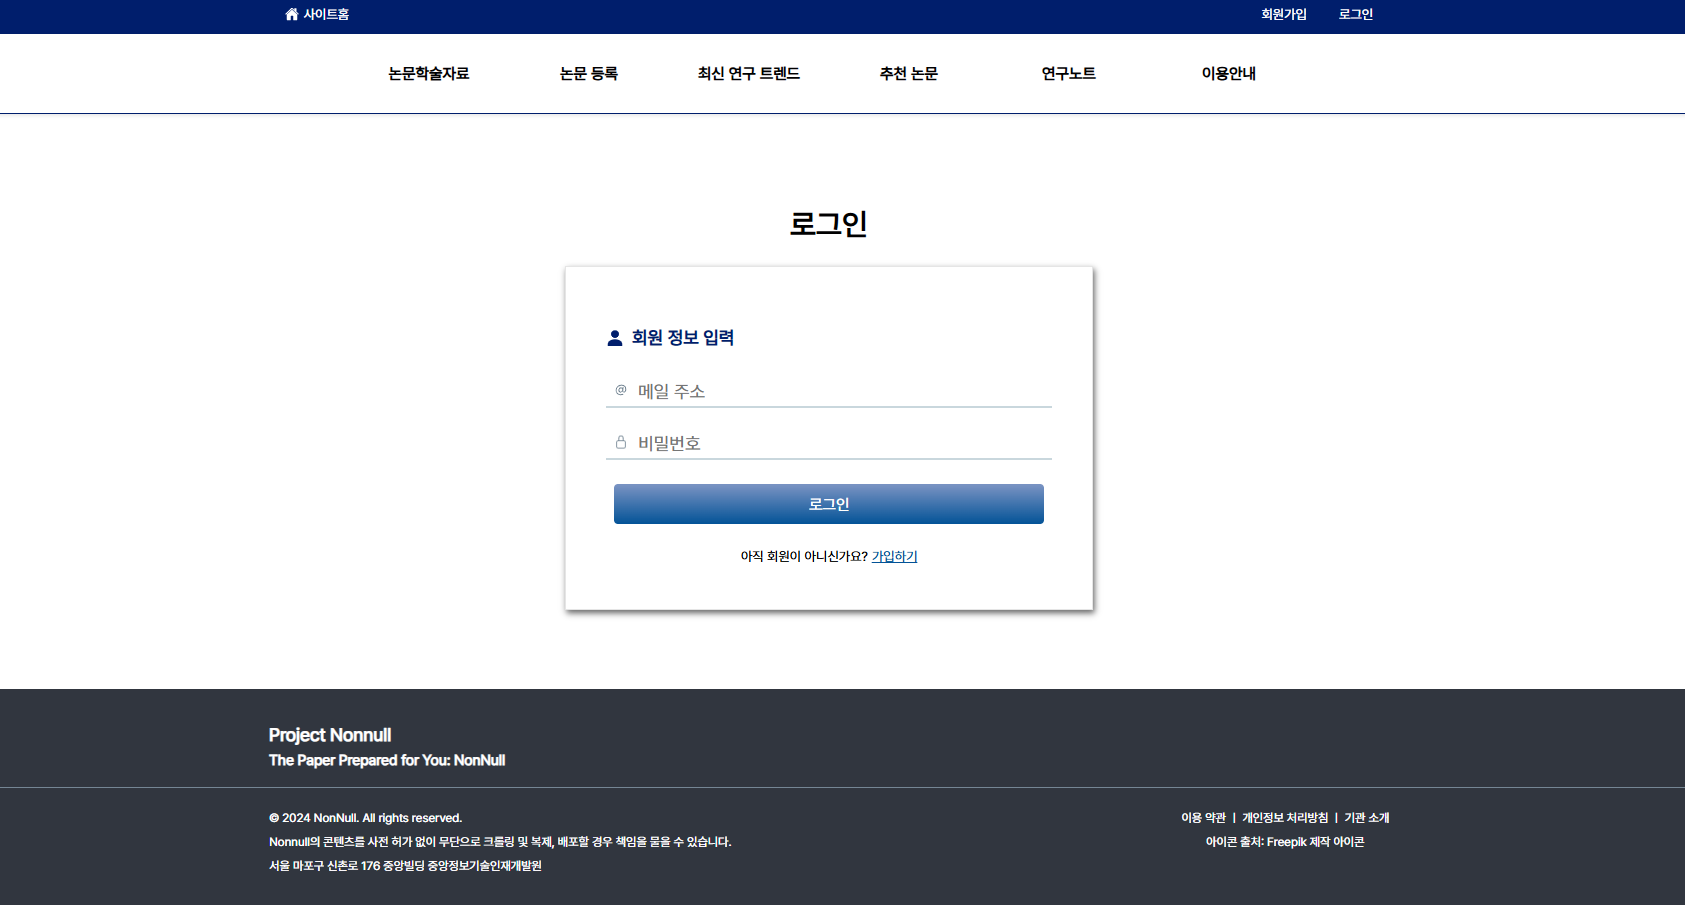 사이트홈 회원가입 로그인
논문학술자료 논문 등록 최신 연구 트렌드 추천 논문 연구노트 이용안내
로그인
회원 정보 입력
@ 메일 주소
비밀번호
로그인
아직 회원이 아니신가요? 가입하기
Project Nonnull
The Paper Prepared for You: NonNull
© 2024 NonNull. All rights reserved.
Nonnull의 콘텐츠를 사전 허가 없이 무단으로 크롤링 및 복제, 배포할 경우 책임을 물을 수 있습니다.
서울 마포구 신촌로 176 중앙빌딩 중앙정보기술인재개발원
이용 약관 | 개인정보 처리방침 | 기관 소개
아이콘 출처: Freepik 제작 아이콘